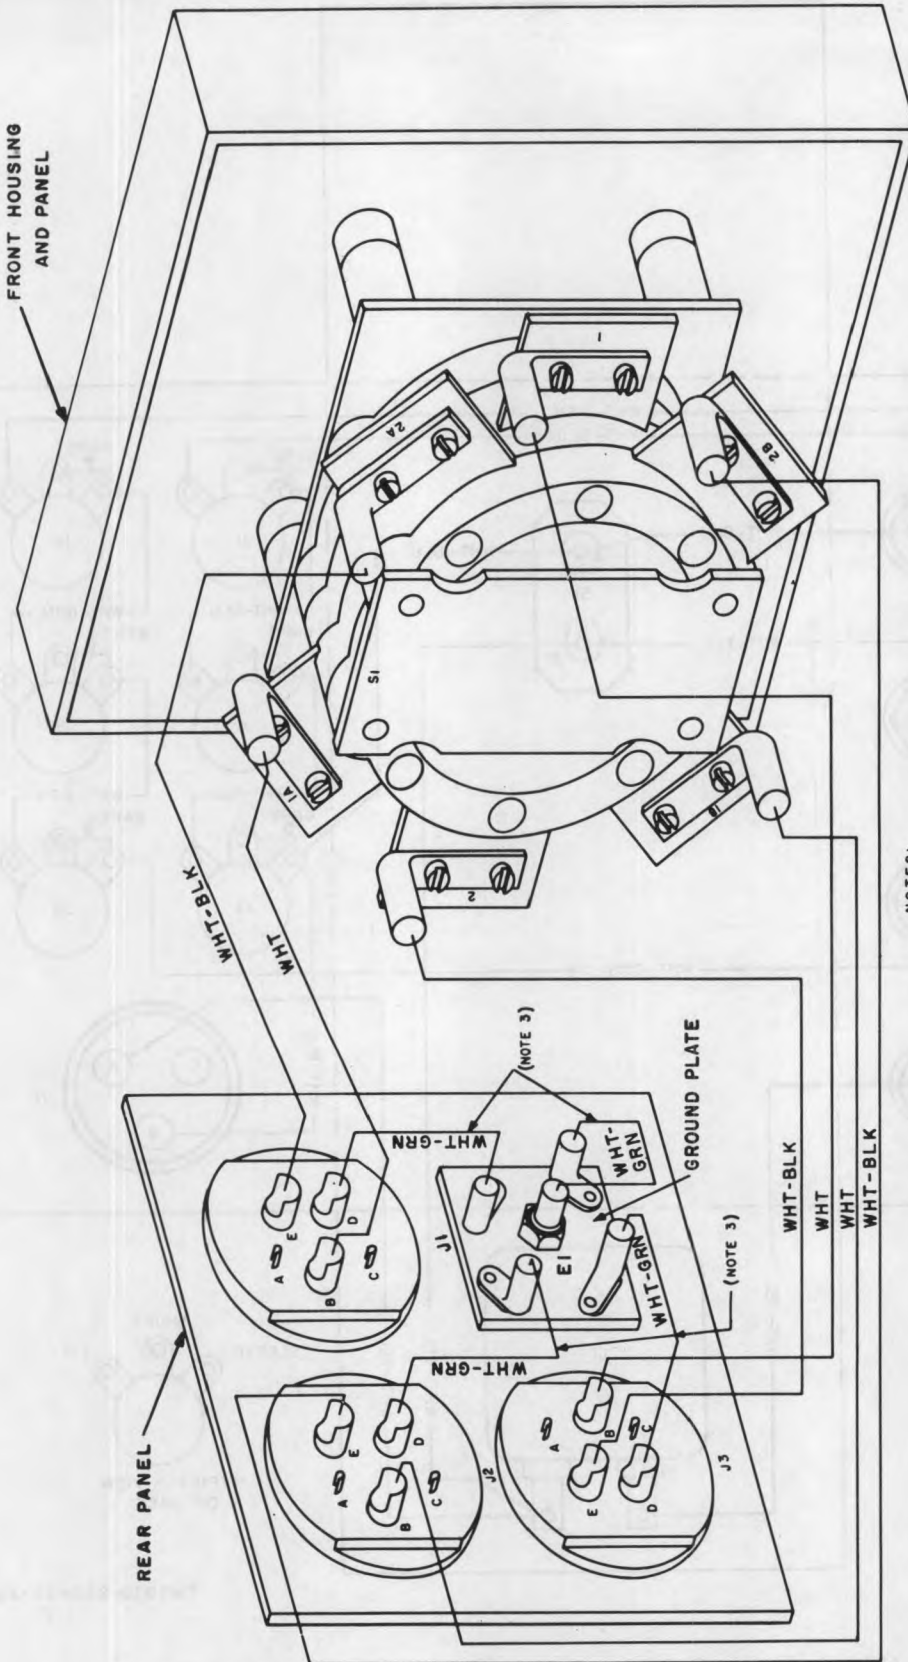 FRONT HOUSING
AND PANEL
REAR PANEL
WHT-BLK
WHT
1A
2A
S1
1
2
2B
1B
E
D
A
B
C
WHT-GRN
(NOTE 3)
J1
E1
WHT-
GRN
GROUND PLATE
WHT-GRN
WHT-GRN
(NOTE 3)
E
D
A
B
C
J2
A
B
C
E
D
J3
WHT-BLK
WHT
WHT
WHT-BLK